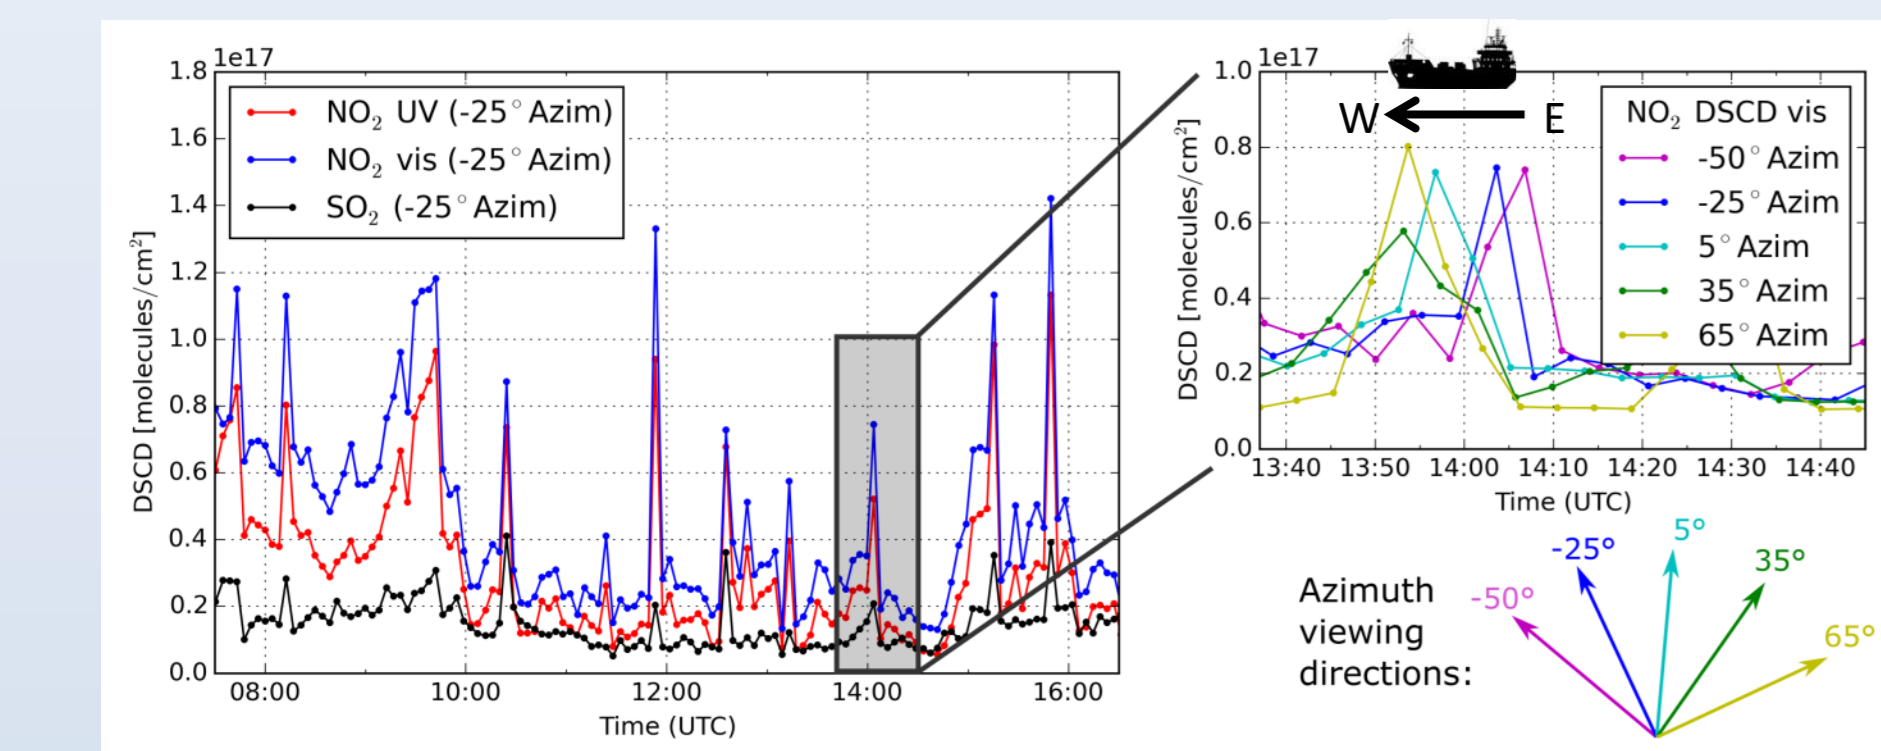 1e17
1.8
1.6
1.4
1.2
1.0
0.8
0.6
0.4
0.2
0.0
DSCD [molecules/cm²]
NO₂ UV (-25° Azim)
NO₂ vis (-25° Azim)
SO₂ (-25° Azim)
08:00 10:00 12:00 14:00 16:00
Time (UTC)
1e17
1.0
0.8
0.6
0.4
0.2
0.0
DSCD [molecules/cm²]
W E
NO₂ DSCD vis
-50° Azim
-25° Azim
5° Azim
35° Azim
65° Azim
13:40 13:50 14:00 14:10 14:20 14:30 14:40
Time (UTC)
Azimuth
viewing
directions:
-50°
-25°
5°
35°
65°